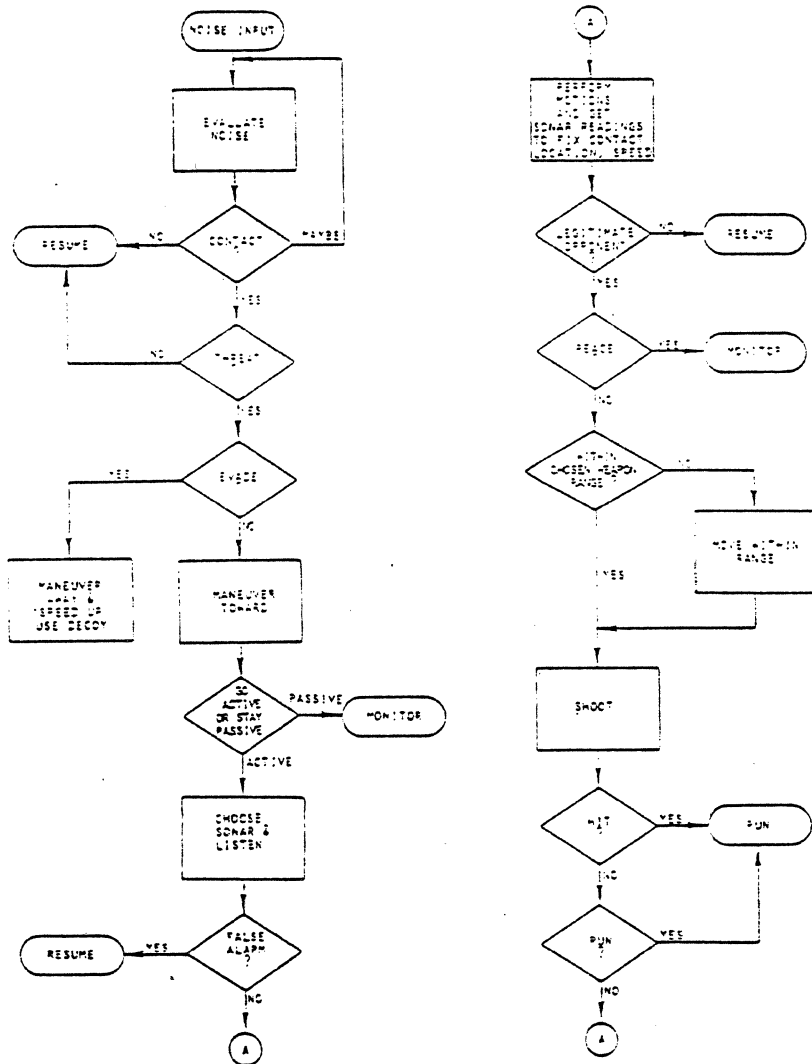 NOISE INPUT
EVALUATE
NOISE
CONTACT
?
NO
RESUME
MAYBE
YES
THREAT
?
NO
YES
EVADE
?
YES
NO
MANEUVER
AWAY &
SPEED UP
USE DECOY
MANEUVER
TOWARD
GO
ACTIVE
OR STAY
PASSIVE
PASSIVE
MONITOR
ACTIVE
CHOOSE
SONAR &
LISTEN
FALSE
ALARM
?
YES
RESUME
NO
A
A
PERFORM
MOTIONS
AND GET
SONAR READINGS
TO FIX CONTACT
LOCATION, SPEED
LEGITIMATE
OPPONENT
?
NO
RESUME
YES
PEACE
?
YES
MONITOR
NO
WITHIN
CHOSEN WEAPON
RANGE ?
NO
MOVE WITHIN
RANGE
YES
SHOOT
HIT
?
YES
RUN
NO
RUN
?
YES
NO
A